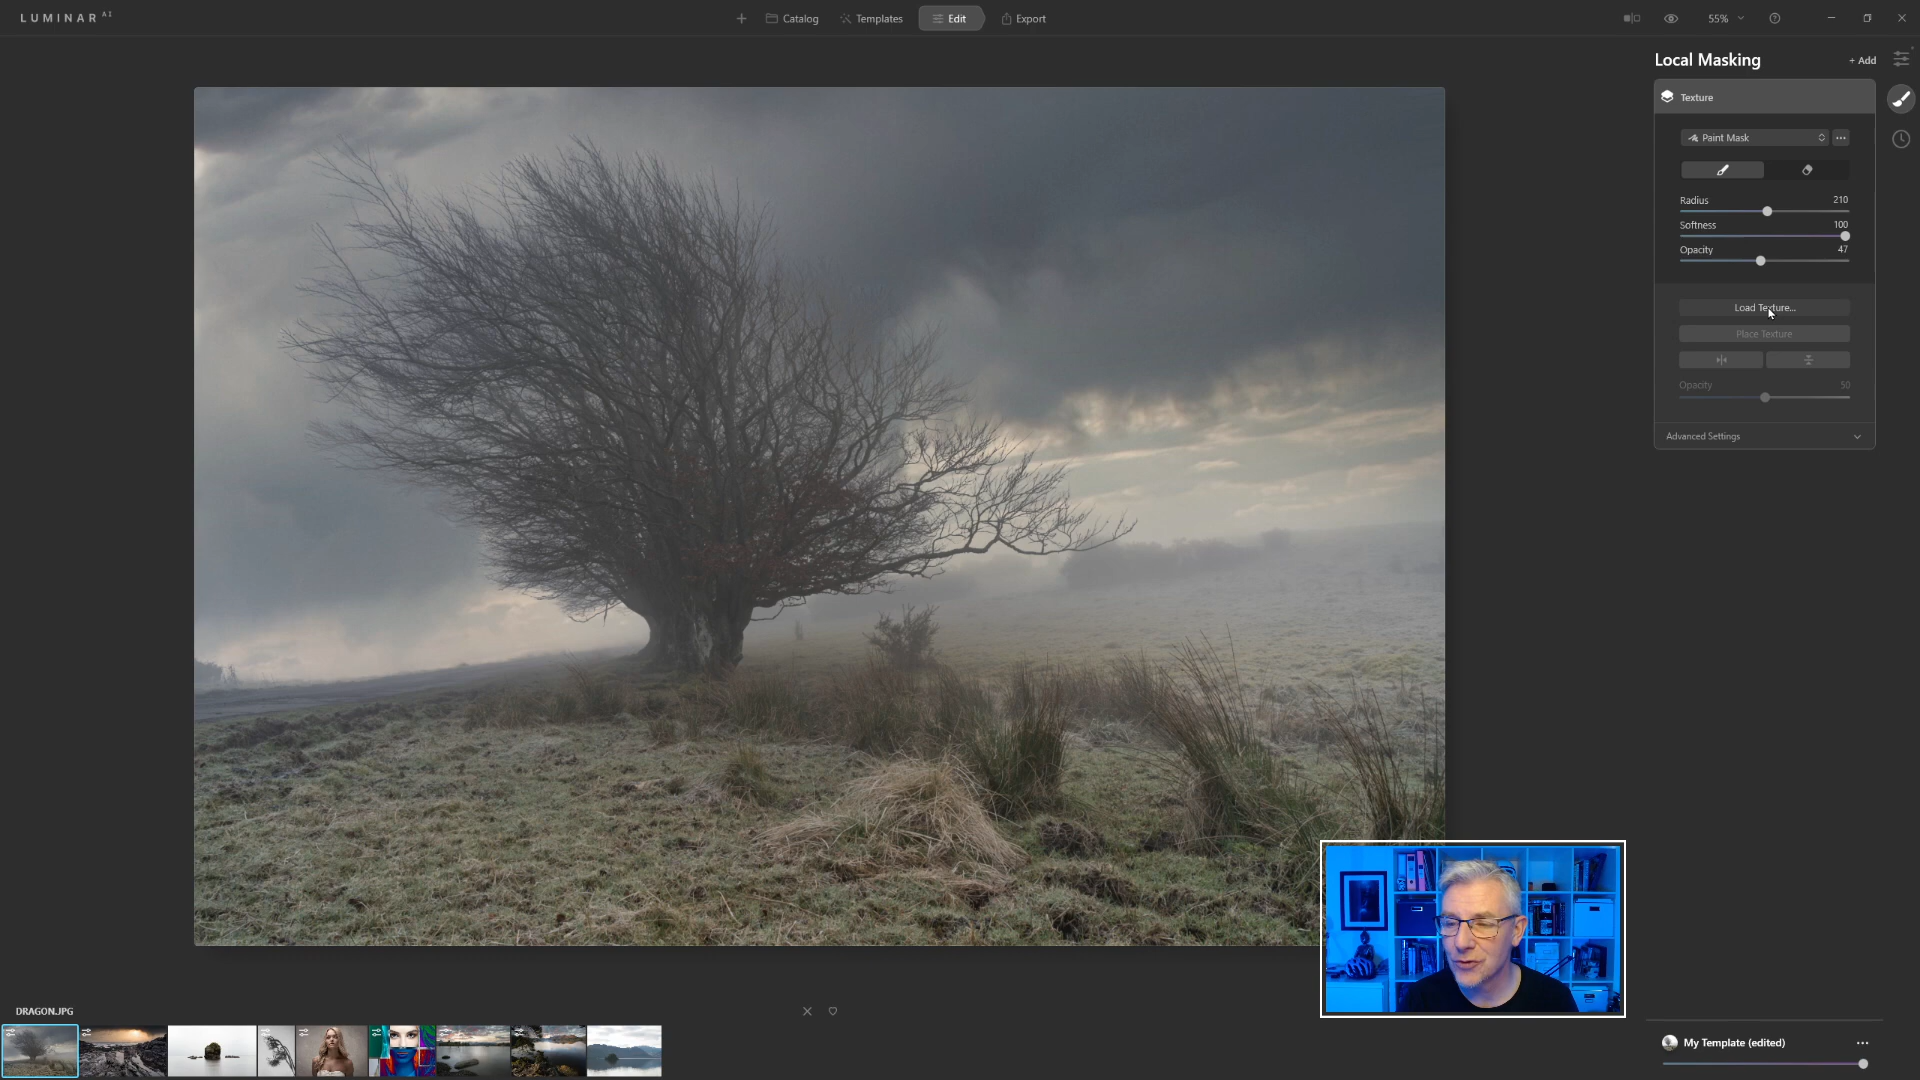 LUMINAR AI
Catalog
Templates
Edit
Export
55%
Local Masking
+ Add
Texture
Paint Mask
Radius 210
Softness 100
Opacity 47
Load Texture...
Place Texture
Opacity 50
Advanced Settings
DRAGON.JPG
My Template (edited)